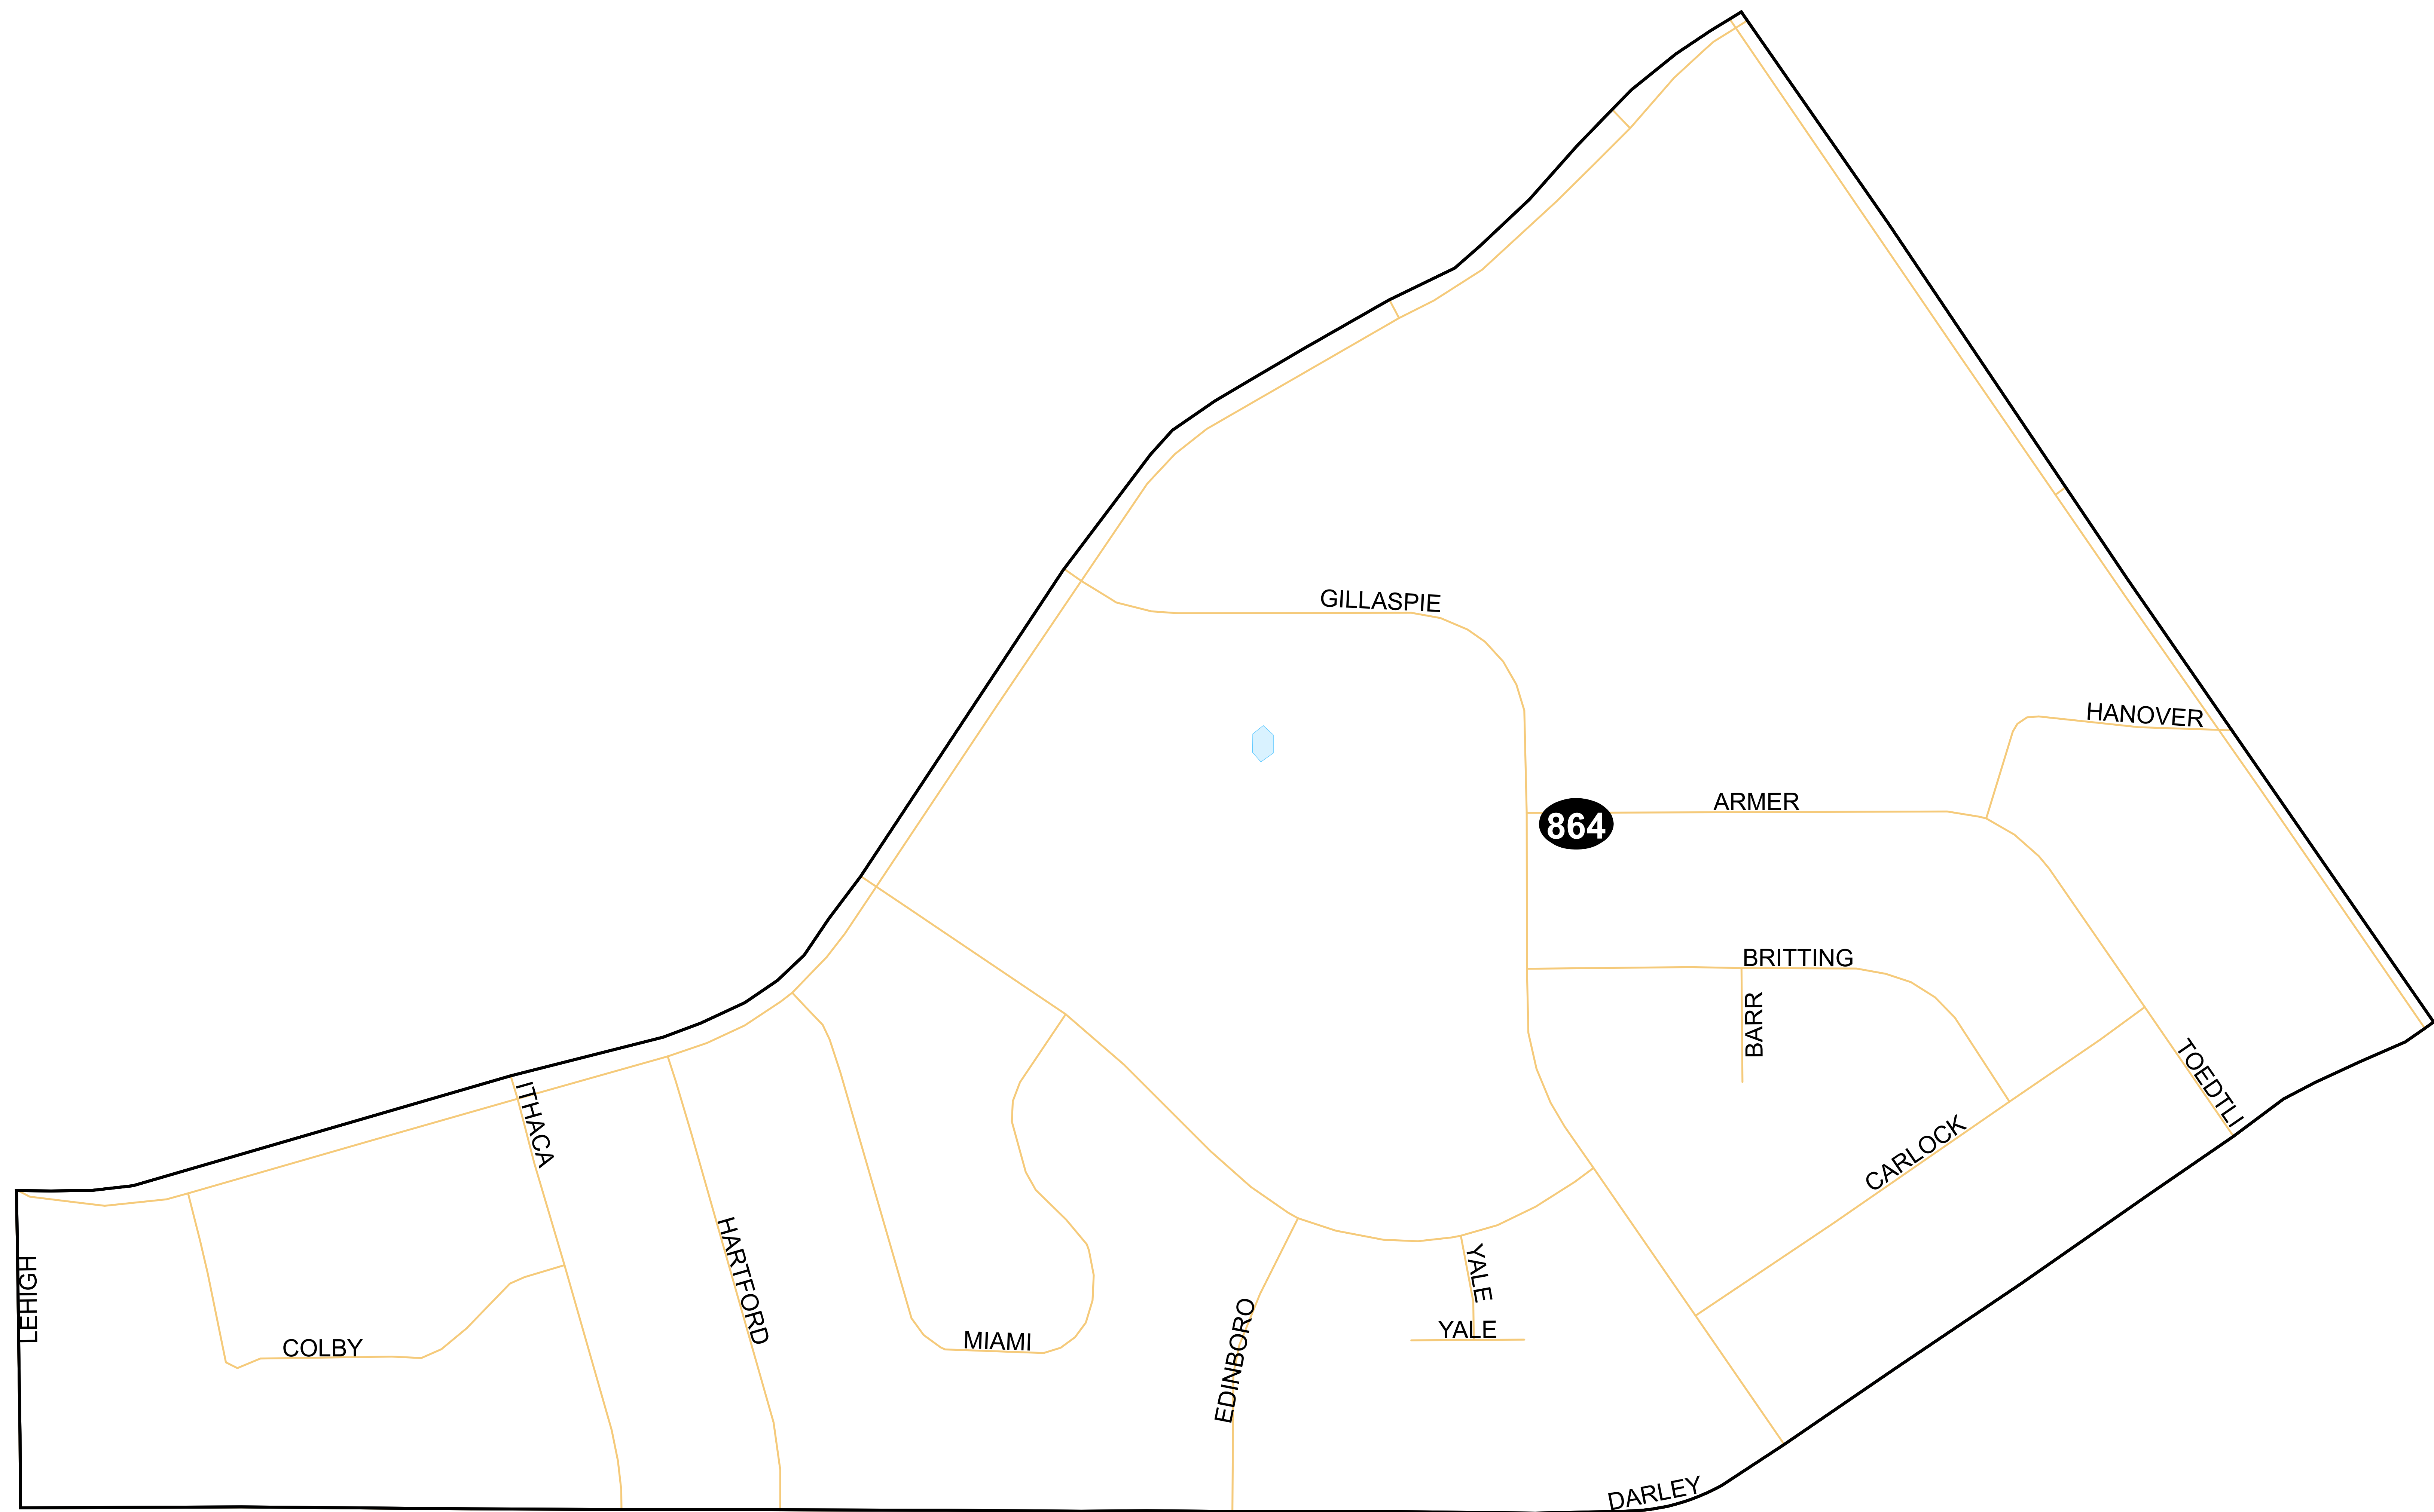 GILLASPIE
HANOVER
ARMER
864
BRITTING
BARR
TOEDTLI
ITHACA
CARLOCK
HARTFORD
LEHIGH
YALE
EDINBORO
YALE
MIAMI
COLBY
DARLEY